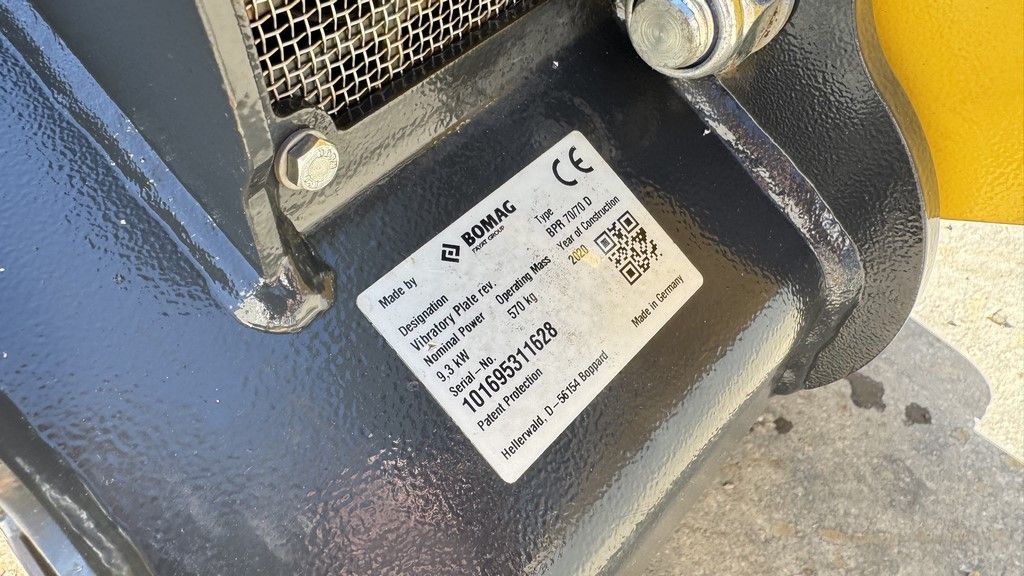 Made by
BOMAG
FAYAT GROUP
CE
Designation
Type
Vibratory Plate rev.
BPR 70/70 D
Nominal Power
Operating Mass
Year of Construction
9,3 kW
570 kg
2020
Serial-No.
101695311628
Patent Protection
Made in Germany
Hellerwald, D-56154 Boppard